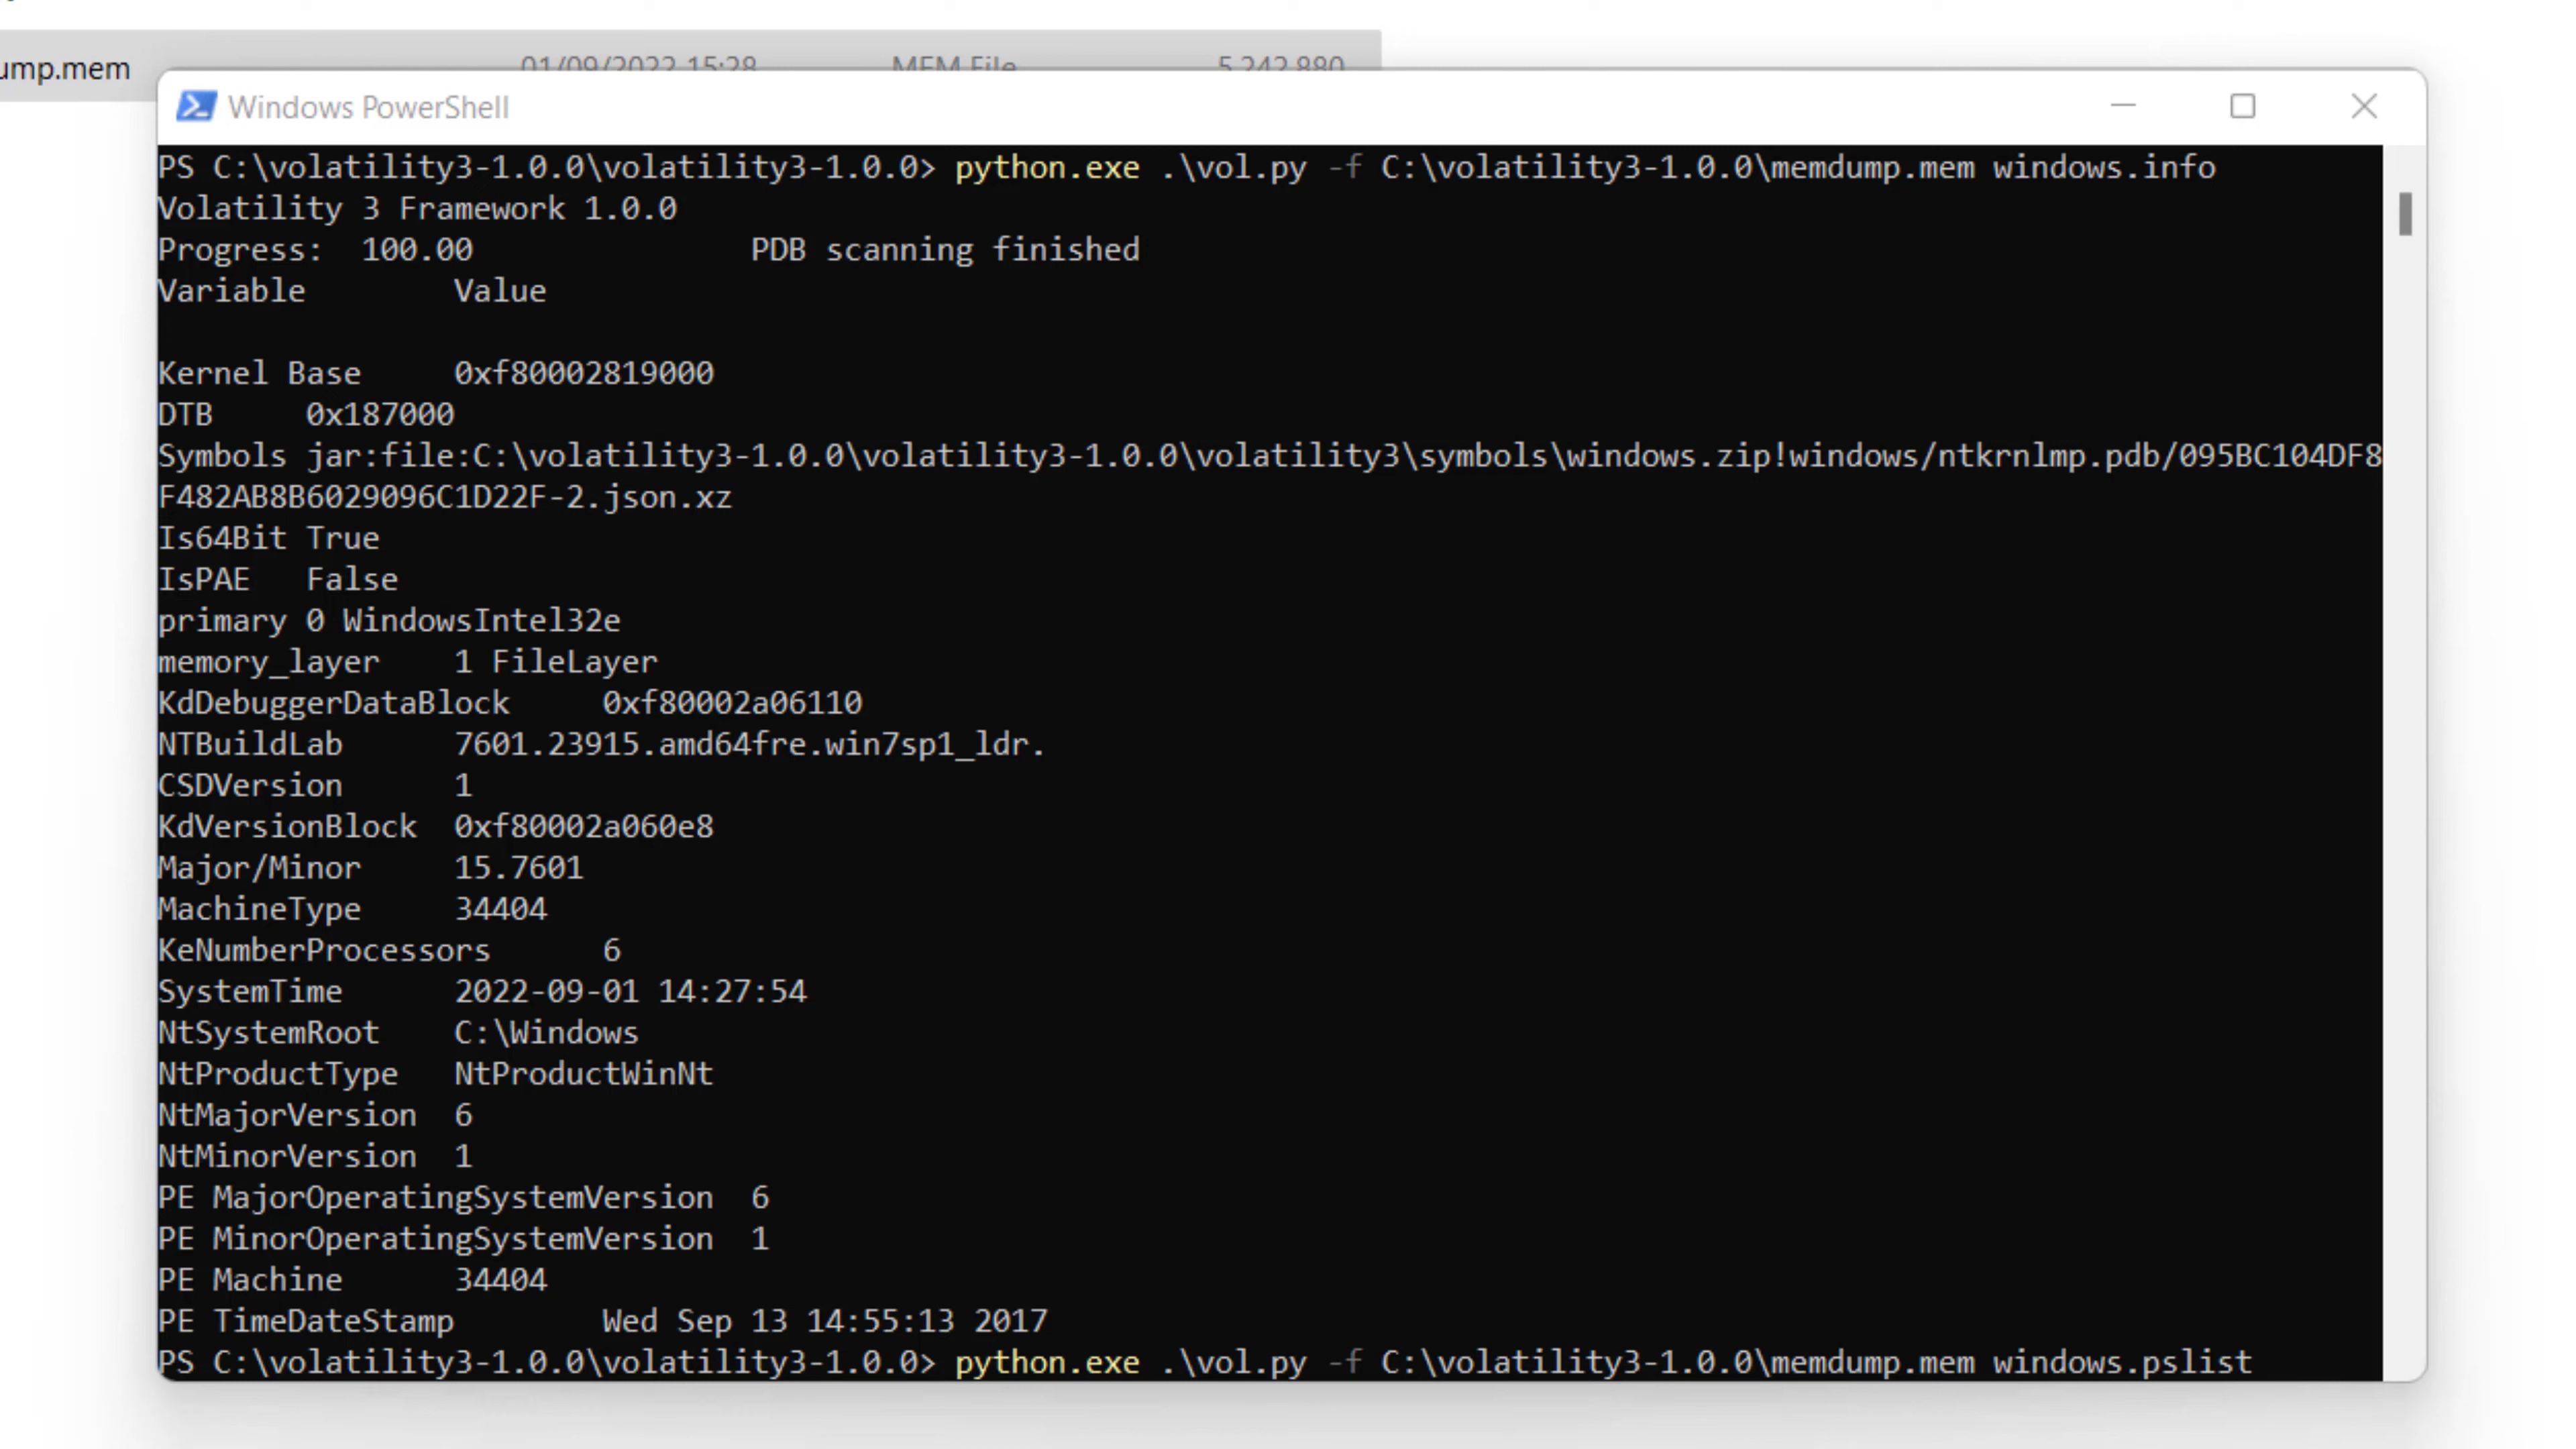 ump.mem 01/09/2022 15:28 MEM File 5,242,880
Windows PowerShell
PS C:\volatility3-1.0.0\volatility3-1.0.0> python.exe .\vol.py -f C:\volatility3-1.0.0\memdump.mem windows.info
Volatility 3 Framework 1.0.0
Progress: 100.00 PDB scanning finished
Variable Value
Kernel Base 0xf80002819000
DTB 0x187000
Symbols jar:file:C:\volatility3-1.0.0\volatility3-1.0.0\volatility3\symbols\windows.zip!windows/ntkrnlmp.pdb/095BC104DF8
F482AB8B6029096C1D22F-2.json.xz
Is64Bit True
IsPAE False
primary 0 WindowsIntel32e
memory_layer 1 FileLayer
KdDebuggerDataBlock 0xf80002a06110
NTBuildLab 7601.23915.amd64fre.win7sp1_ldr.
CSDVersion 1
KdVersionBlock 0xf80002a060e8
Major/Minor 15.7601
MachineType 34404
KeNumberProcessors 6
SystemTime 2022-09-01 14:27:54
NtSystemRoot C:\Windows
NtProductType NtProductWinNt
NtMajorVersion 6
NtMinorVersion 1
PE MajorOperatingSystemVersion 6
PE MinorOperatingSystemVersion 1
PE Machine 34404
PE TimeDateStamp Wed Sep 13 14:55:13 2017
PS C:\volatility3-1.0.0\volatility3-1.0.0> python.exe .\vol.py -f C:\volatility3-1.0.0\memdump.mem windows.pslist